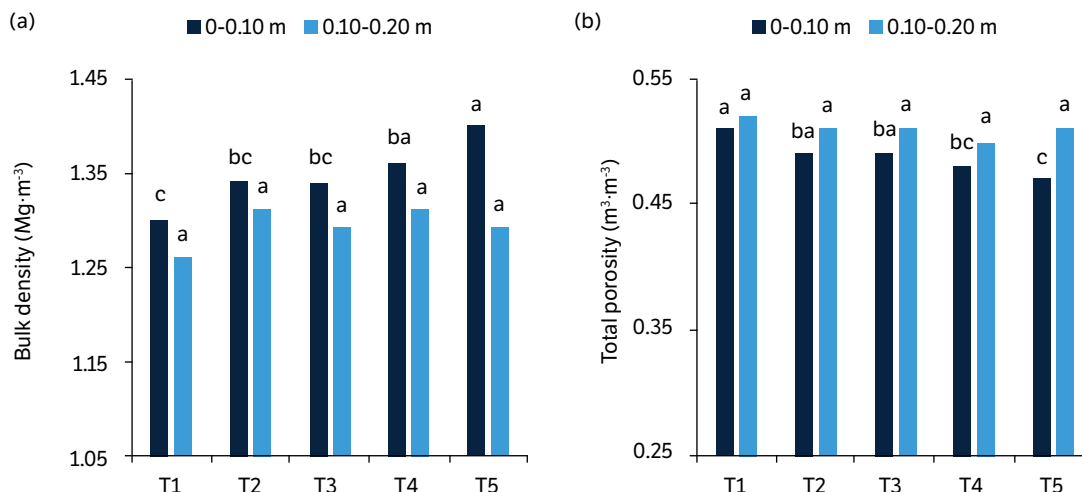 (a)
0-0.10 m 0.10-0.20 m
Bulk density (Mg·m⁻³)
1.45
1.35
1.25
1.15
1.05
c a bc a bc a ba a a a
T1 T2 T3 T4 T5
(b)
0-0.10 m 0.10-0.20 m
Total porosity (m³·m⁻³)
0.55
0.45
0.35
0.25
a a ba a ba a bc a c a
T1 T2 T3 T4 T5